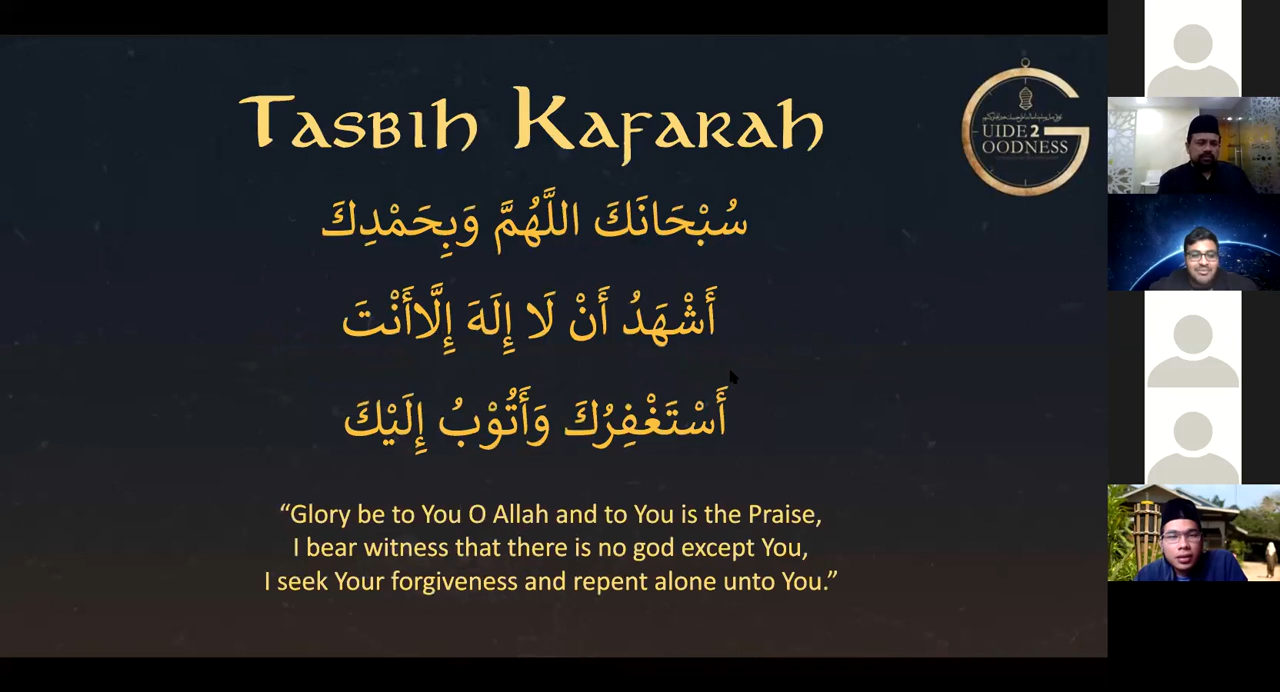 Tasbih Kafarah
UIDE 2
OODNESS
سُبْحَانَكَ اللَّهُمَّ وَبِحَمْدِكَ
أَشْهَدُ أَنْ لَا إِلَهَ إِلَّاأَنْتَ
أَسْتَغْفِرُكَ وَأَتُوْبُ إِلَيْكَ
“Glory be to You O Allah and to You is the Praise,
I bear witness that there is no god except You,
I seek Your forgiveness and repent alone unto You.”